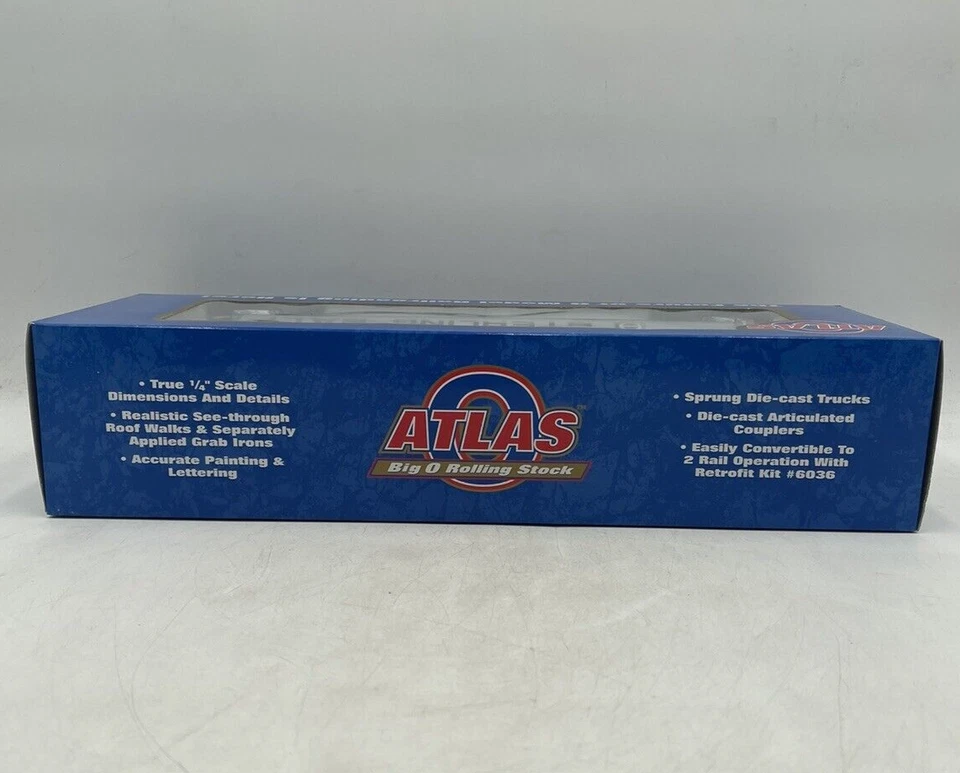 • True 1/4" Scale
Dimensions And Details
• Realistic See-through
Roof Walks & Separately
Applied Grab Irons
• Accurate Painting &
Lettering
ATLAS
Big O Rolling Stock
• Sprung Die-cast Trucks
• Die-cast Articulated
Couplers
• Easily Convertible To
2 Rail Operation With
Retrofit Kit #6036
ATLAS